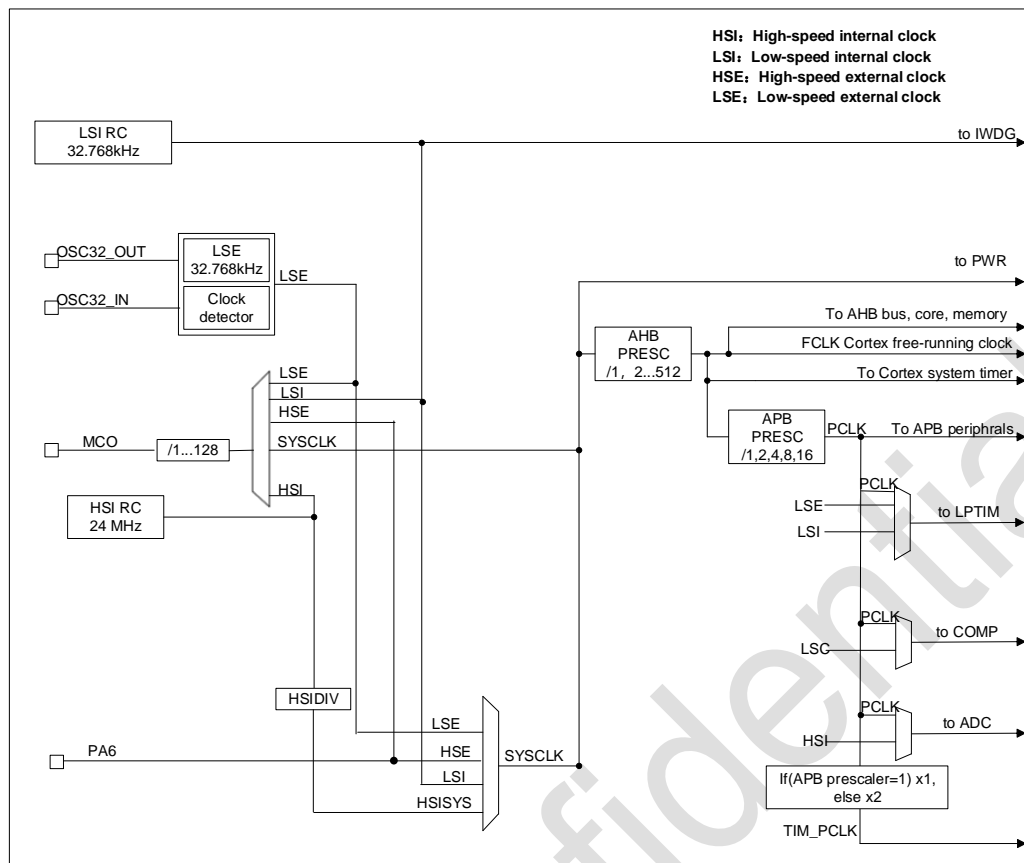 HSI： High-speed internal clock
LSI： Low-speed internal clock
HSE： High-speed external clock
LSE： Low-speed external clock
LSI RC
32.768kHz
to IWDG
OSC32_OUT
OSC32_IN
LSE
32.768kHz
Clock
detector
LSE
to PWR
AHB
PRESC
/1， 2...512
To AHB bus, core, memory
FCLK Cortex free-running clock
To Cortex system timer
LSE
LSI
HSE
SYSCLK
HSI
MCO
/1...128
APB
PRESC
/1,2,4,8,16
PCLK
To APB periphrals
HSI RC
24 MHz
PCLK
LSE
LSI
to LPTIM
PCLK
LSC
to COMP
HSIDIV
PA6
LSE
HSE
LSI
HSISYS
SYSCLK
PCLK
HSI
to ADC
If(APB prescaler=1) x1,
else x2
TIM_PCLK
nfidential